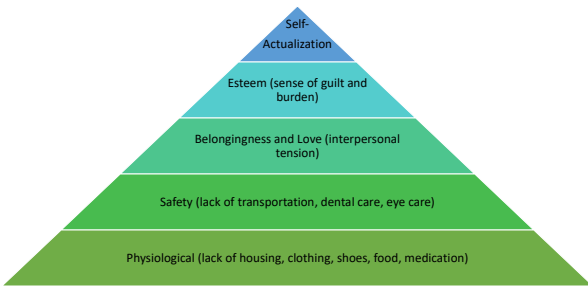 Self-
Actualization
Esteem (sense of guilt and
burden)
Belongingness and Love (interpersonal
tension)
Safety (lack of transportation, dental care, eye care)
Physiological (lack of housing, clothing, shoes, food, medication)